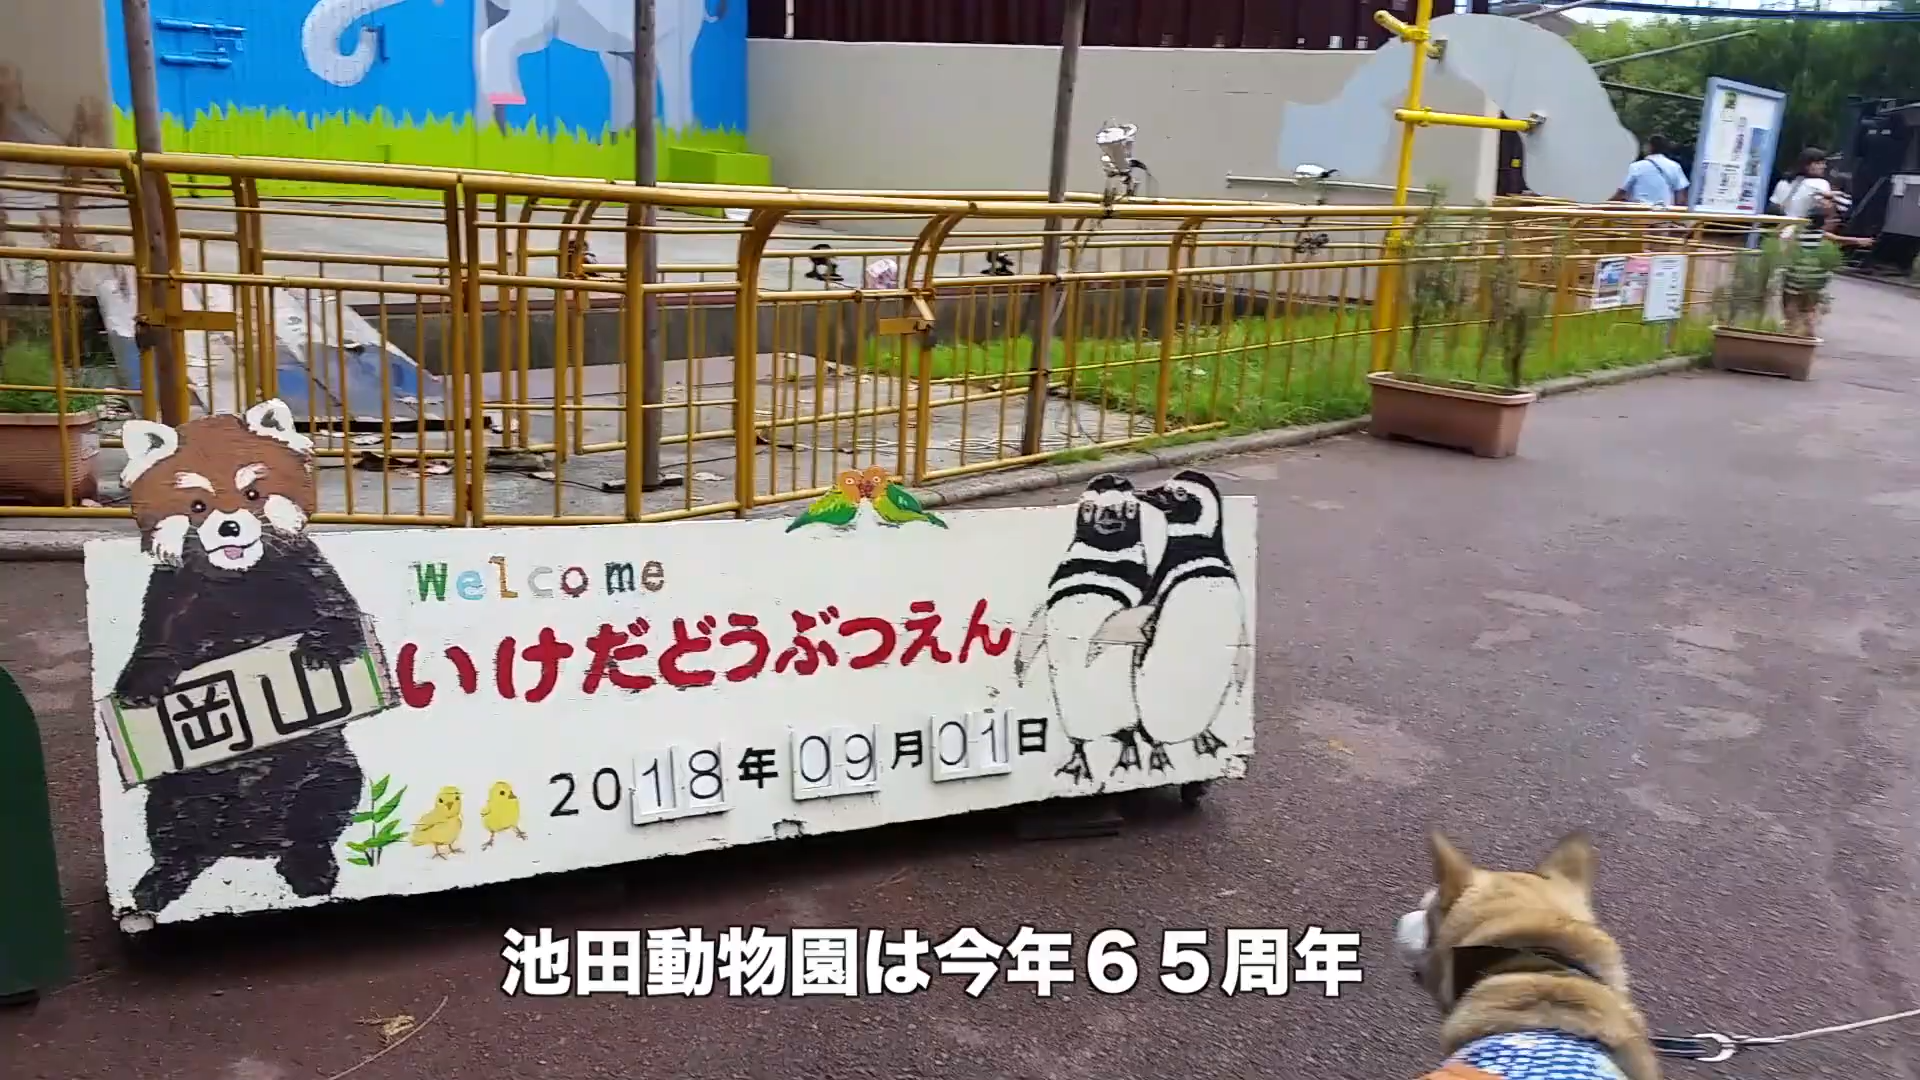 Welcome
いけだどうぶつえん
岡山
2018年09月01日
池田動物園は今年６５周年